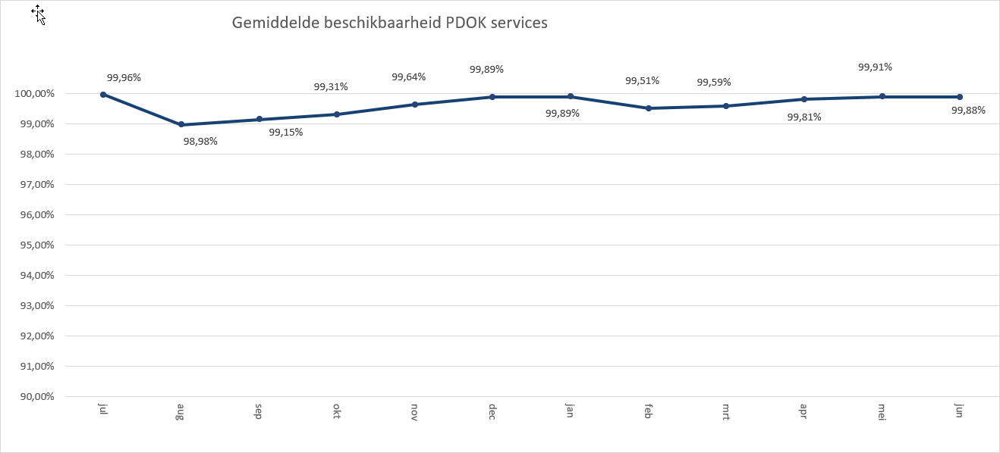 Gemiddelde beschikbaarheid PDOK services
99,96%
98,98%
99,15%
99,31%
99,64%
99,89%
99,89%
99,51%
99,59%
99,81%
99,91%
99,88%
100,00%
99,00%
98,00%
97,00%
96,00%
95,00%
94,00%
93,00%
92,00%
91,00%
90,00%
jul
aug
sep
okt
nov
dec
jan
feb
mrt
apr
mei
jun